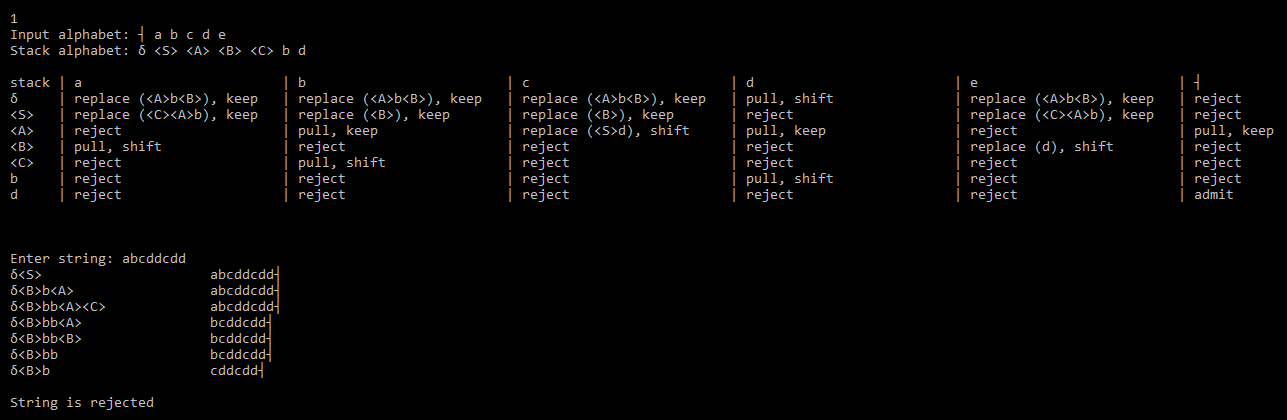 1
Input alphabet: ┤ a b c d e
Stack alphabet: δ <S> <A> <B> <C> b d
stack | a | b | c | d | e | ┤
δ | replace (<A>b<B>), keep | replace (<A>b<B>), keep | replace (<A>b<B>), keep | pull, shift | replace (<A>b<B>), keep | reject
<S> | replace (<C><A>b), keep | replace (<B>), keep | replace (<B>), keep | reject | replace (<C><A>b), keep | reject
<A> | reject | pull, keep | replace (<S>d), shift | pull, keep | reject | pull, keep
<B> | pull, shift | reject | reject | reject | replace (d), shift | reject
<C> | reject | pull, shift | reject | reject | reject | reject
b | reject | reject | reject | pull, shift | reject | reject
d | reject | reject | reject | reject | reject | admit
Enter string: abcddcdd
δ<S> abcddcdd┤
δ<B>b<A> abcddcdd┤
δ<B>bb<A><C> abcddcdd┤
δ<B>bb<A> bcddcdd┤
δ<B>bb<B> bcddcdd┤
δ<B>bb bcddcdd┤
δ<B>b cddcdd┤
String is rejected